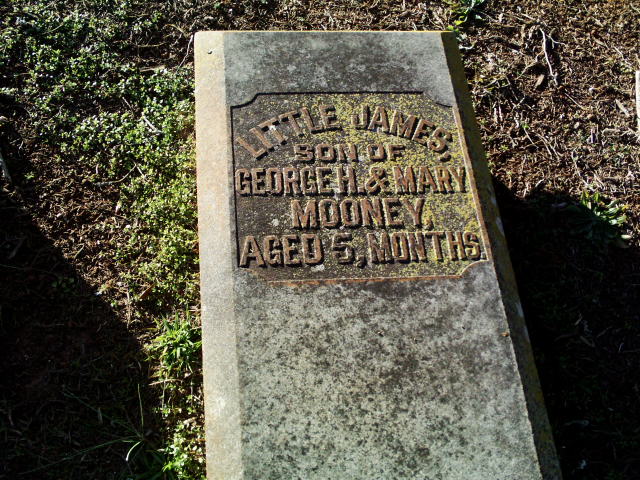 LITTLE JAMES,
SON OF
GEORGE H. & MARY
MOONEY,
AGED 5, MONTHS.